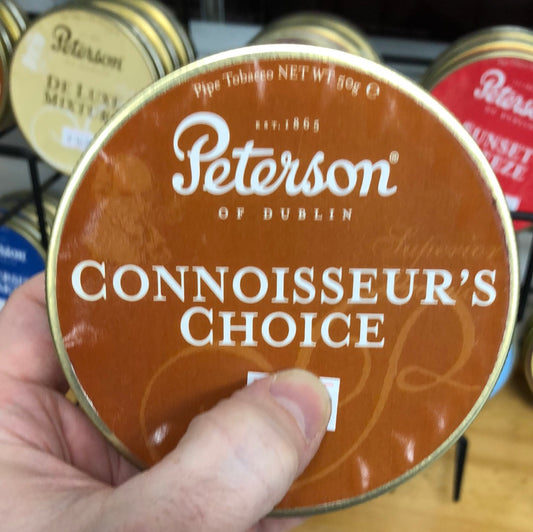 Pipe Tobacco NET WT 50g ℮
EST. 1865
Peterson®
OF DUBLIN
Superior
CONNOISSEUR'S
CHOICE
Peterson
DE LUXE
MIXTURE
Peterson
SUNSET